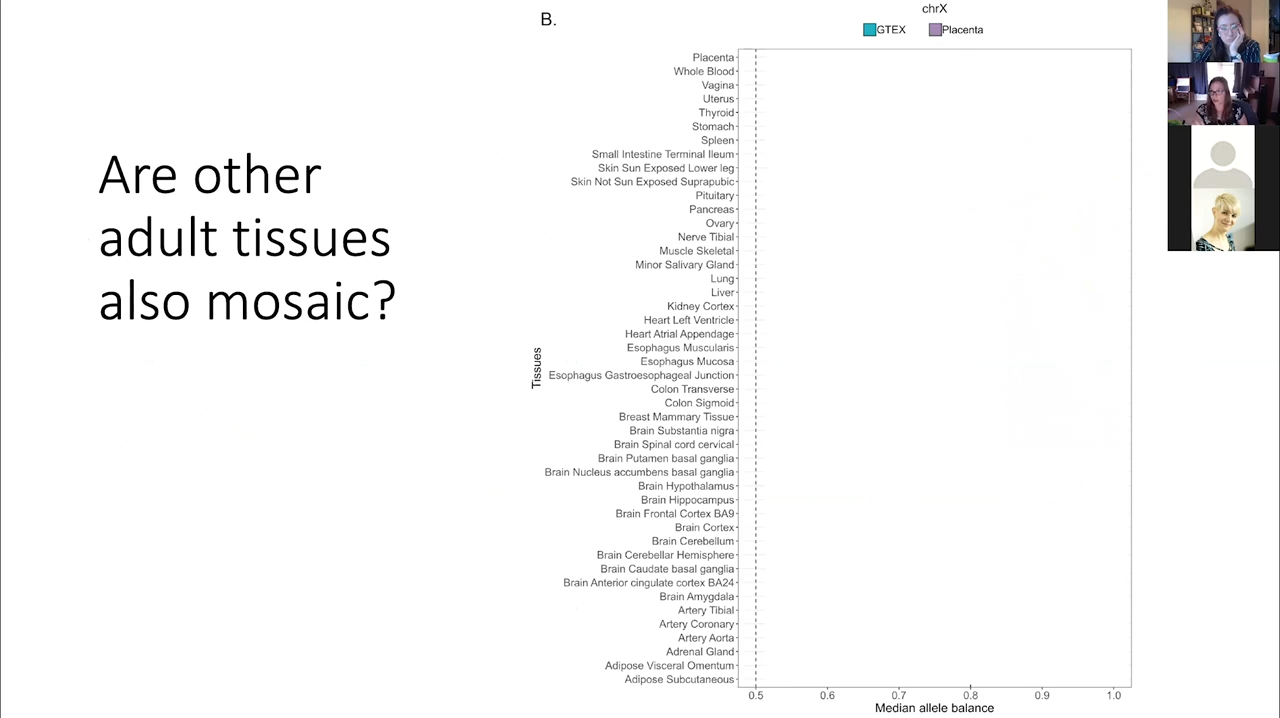 Are other
adult tissues
also mosaic?
B.
chrX
GTEX
Placenta
Tissues
Placenta
Whole Blood
Vagina
Uterus
Thyroid
Stomach
Spleen
Small Intestine Terminal Ileum
Skin Sun Exposed Lower leg
Skin Not Sun Exposed Suprapubic
Pituitary
Pancreas
Ovary
Nerve Tibial
Muscle Skeletal
Minor Salivary Gland
Lung
Liver
Kidney Cortex
Heart Left Ventricle
Heart Atrial Appendage
Esophagus Muscularis
Esophagus Mucosa
Esophagus Gastroesophageal Junction
Colon Transverse
Colon Sigmoid
Breast Mammary Tissue
Brain Substantia nigra
Brain Spinal cord cervical
Brain Putamen basal ganglia
Brain Nucleus accumbens basal ganglia
Brain Hypothalamus
Brain Hippocampus
Brain Frontal Cortex BA9
Brain Cortex
Brain Cerebellum
Brain Cerebellar Hemisphere
Brain Caudate basal ganglia
Brain Anterior cingulate cortex BA24
Brain Amygdala
Artery Tibial
Artery Coronary
Artery Aorta
Adrenal Gland
Adipose Visceral Omentum
Adipose Subcutaneous
0.5 0.6 0.7 0.8 0.9 1.0
Median allele balance